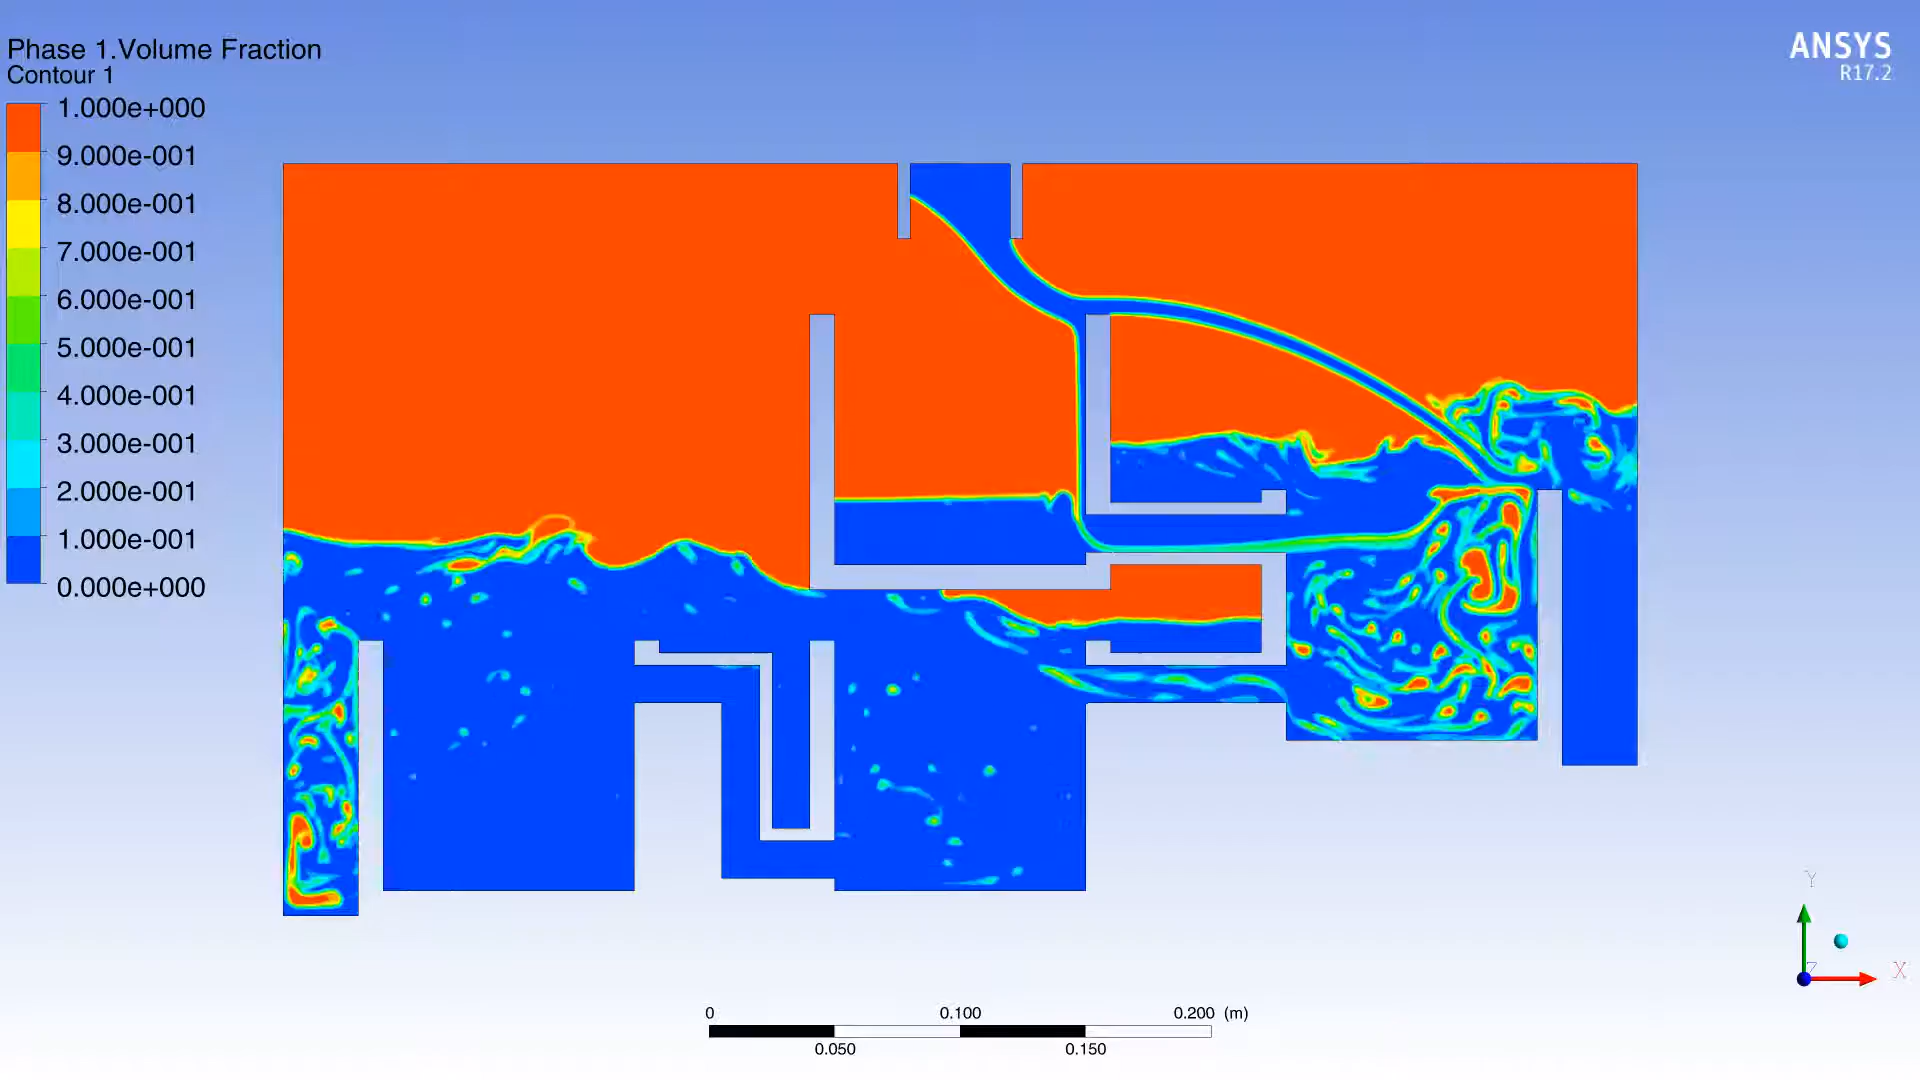 Phase 1.Volume Fraction
Contour 1
1.000e+000
9.000e-001
8.000e-001
7.000e-001
6.000e-001
5.000e-001
4.000e-001
3.000e-001
2.000e-001
1.000e-001
0.000e+000
ANSYS
R17.2
Y
Z
X
0 0.100 0.200 (m)
0.050 0.150